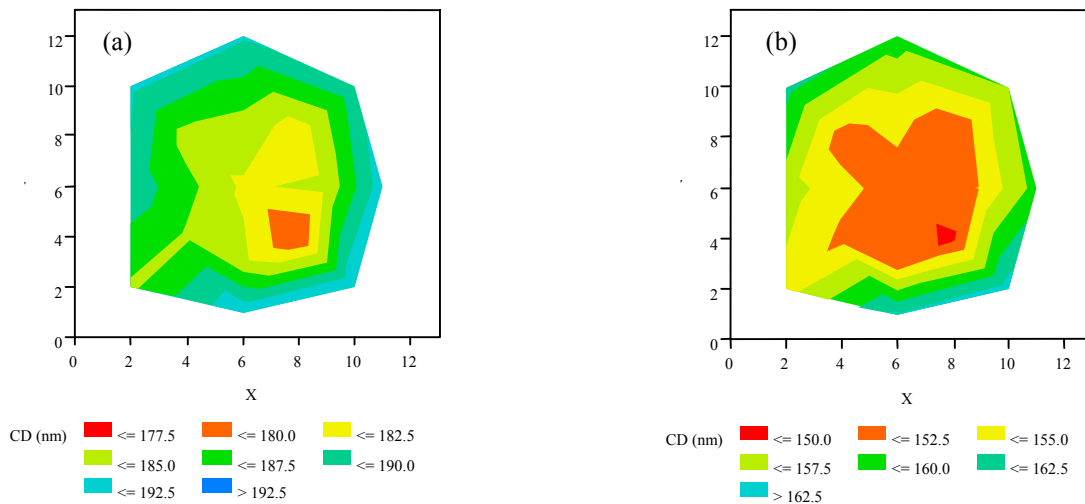 (a)
12
10
8
6
4
2
0
0 2 4 6 8 10 12
X
CD (nm) <= 177.5 <= 180.0 <= 182.5
<= 185.0 <= 187.5 <= 190.0
<= 192.5 > 192.5
(b)
12
10
8
6
4
2
0
0 2 4 6 8 10 12
X
CD (nm) <= 150.0 <= 152.5 <= 155.0
<= 157.5 <= 160.0 <= 162.5
> 162.5